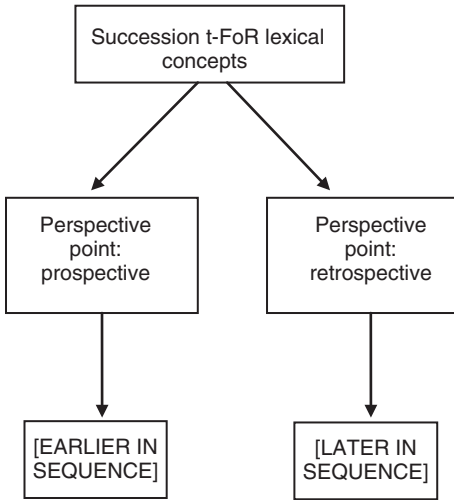 Succession t-FoR lexical
concepts
Perspective
point:
prospective
Perspective
point:
retrospective
[EARLIER IN
SEQUENCE]
[LATER IN
SEQUENCE]